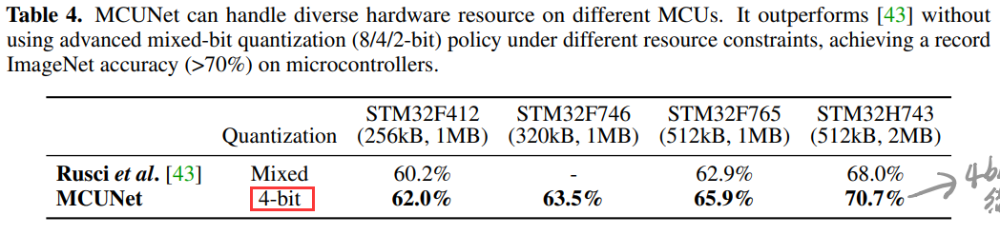 Table 4. MCUNet can handle diverse hardware resource on different MCUs. It outperforms [43] without
using advanced mixed-bit quantization (8/4/2-bit) policy under different resource constraints, achieving a record
ImageNet accuracy (>70%) on microcontrollers.
STM32F412 STM32F746 STM32F765 STM32H743
Quantization (256kB, 1MB) (320kB, 1MB) (512kB, 1MB) (512kB, 2MB)
Rusci et al. [43] Mixed 60.2% - 62.9% 68.0%
MCUNet 4-bit 62.0% 63.5% 65.9% 70.7%